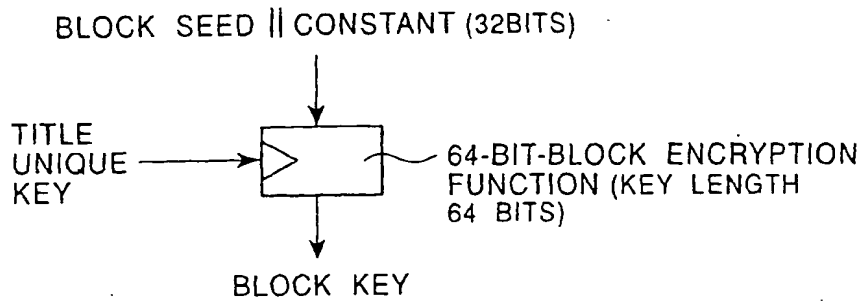 BLOCK SEED || CONSTANT (32BITS)
TITLE
UNIQUE
KEY
64-BIT-BLOCK ENCRYPTION
FUNCTION (KEY LENGTH
64 BITS)
BLOCK KEY